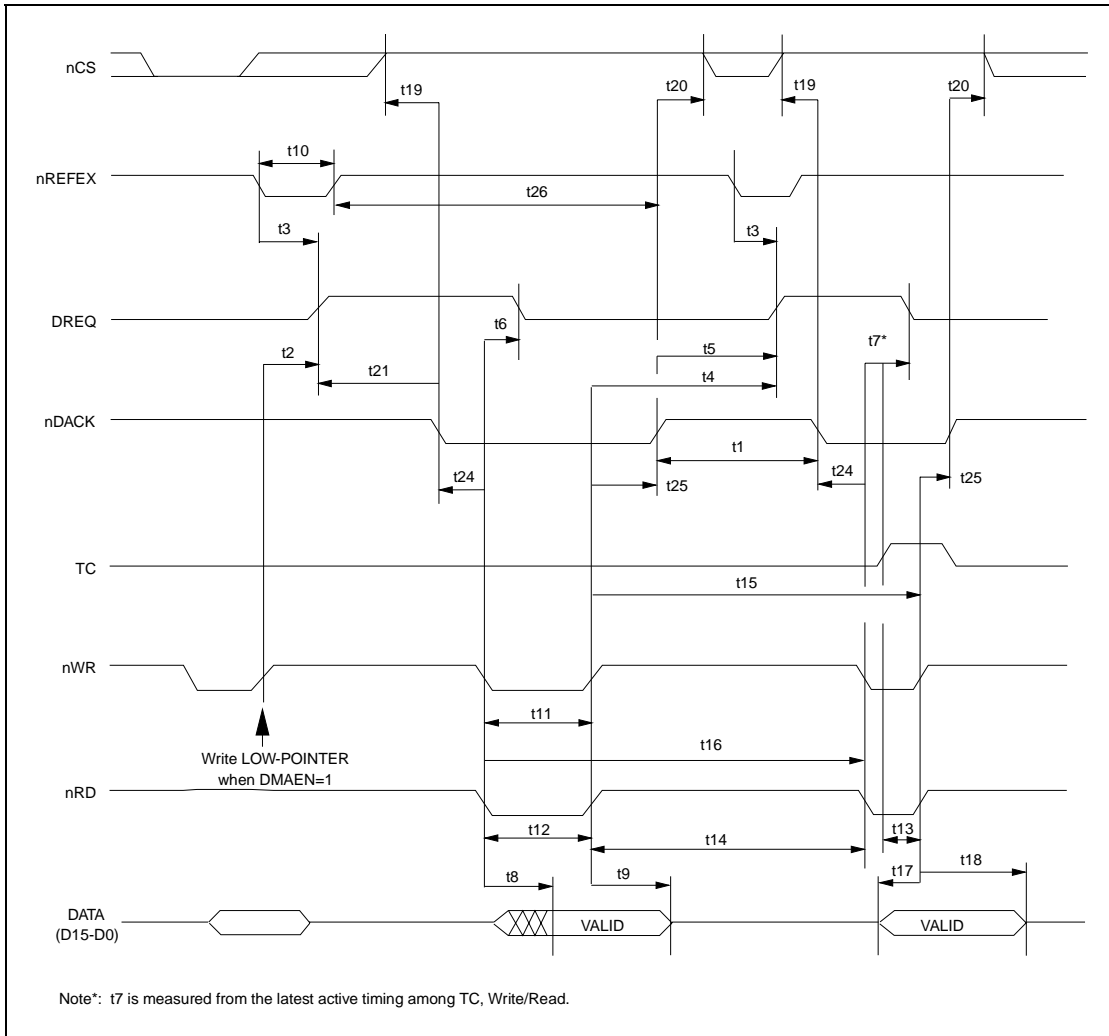 nCS
t19
t20
t19
t20
t10
nREFEX
t26
t3
t3
DREQ
t6
t7*
t2
t5
t21
t4
nDACK
t1
t24
t24
t25
t25
TC
t15
nWR
t11
Write LOW-POINTER
when DMAEN=1
t16
nRD
t12
t13
t14
t18
t17
t8
t9
DATA
(D15-D0)
VALID
VALID
Note*: t7 is measured from the latest active timing among TC, Write/Read.